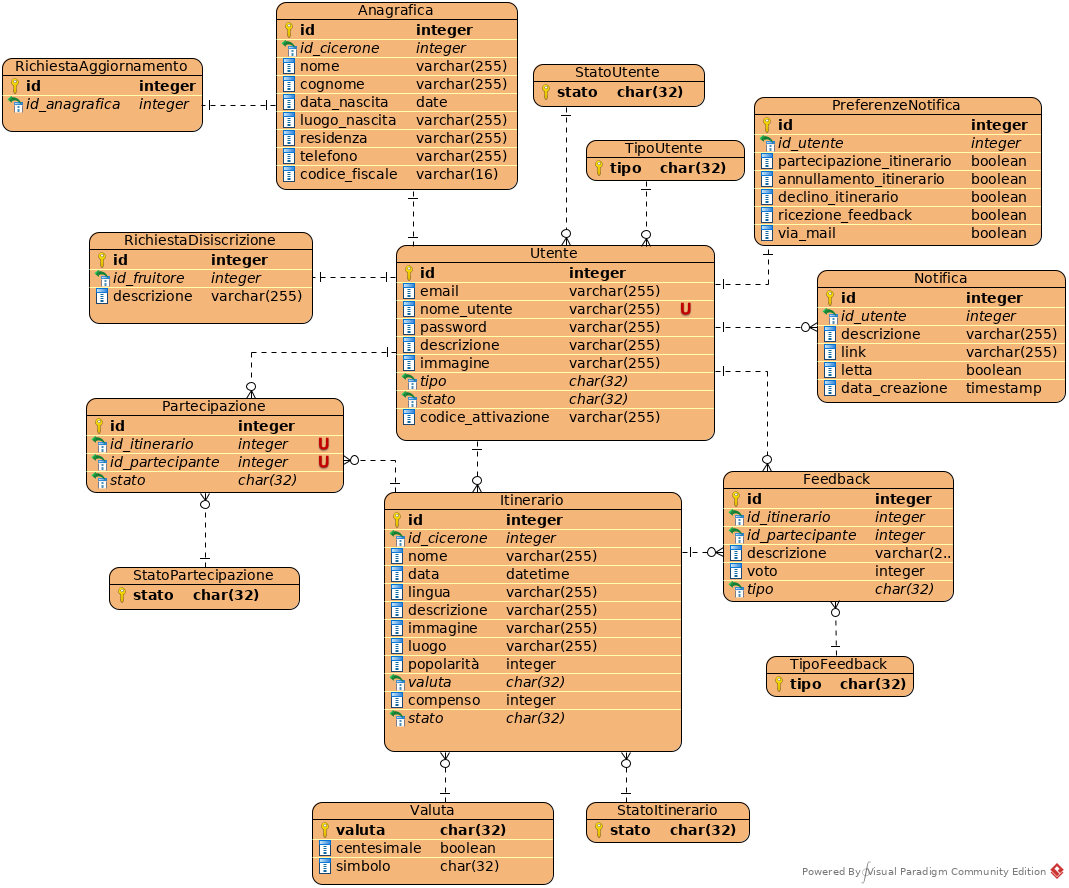 Anagrafica
id integer
id_cicerone integer
nome varchar(255)
cognome varchar(255)
data_nascita date
luogo_nascita varchar(255)
residenza varchar(255)
telefono varchar(255)
codice_fiscale varchar(16)
RichiestaAggiornamento
id integer
id_anagrafica integer
StatoUtente
stato char(32)
TipoUtente
tipo char(32)
PreferenzeNotifica
id integer
id_utente integer
partecipazione_itinerario boolean
annullamento_itinerario boolean
declino_itinerario boolean
ricezione_feedback boolean
via_mail boolean
RichiestaDisiscrizione
id integer
id_fruitore integer
descrizione varchar(255)
Utente
id integer
email varchar(255)
nome_utente varchar(255) U
password varchar(255)
descrizione varchar(255)
immagine varchar(255)
tipo char(32)
stato char(32)
codice_attivazione varchar(255)
Notifica
id integer
id_utente integer
descrizione varchar(255)
link varchar(255)
letta boolean
data_creazione timestamp
Partecipazione
id integer
id_itinerario integer U
id_partecipante integer U
stato char(32)
Feedback
id integer
id_itinerario integer
id_partecipante integer
descrizione varchar(2..
voto integer
tipo char(32)
Itinerario
id integer
id_cicerone integer
nome varchar(255)
data datetime
lingua varchar(255)
descrizione varchar(255)
immagine varchar(255)
luogo varchar(255)
popolarità integer
valuta char(32)
compenso integer
stato char(32)
StatoPartecipazione
stato char(32)
TipoFeedback
tipo char(32)
Valuta
valuta char(32)
centesimale boolean
simbolo char(32)
StatoItinerario
stato char(32)
Powered By Visual Paradigm Community Edition